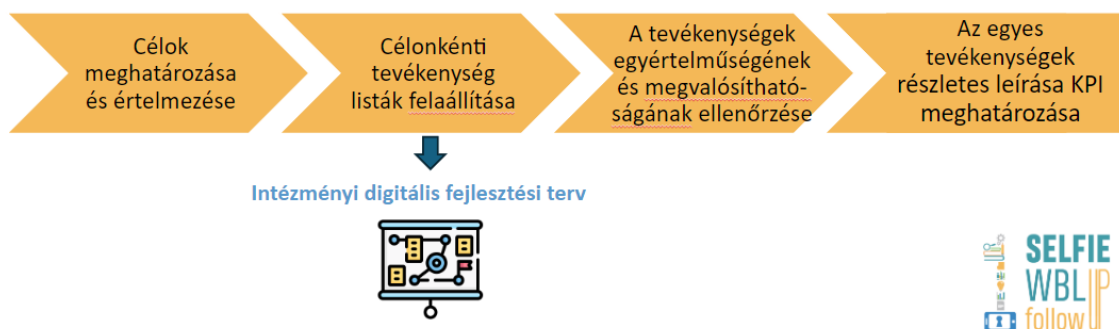 Célok
meghatározása
és értelmezése
Célonkénti
tevékenység
listák felaállítása
A tevékenységek
egyértelműségének
és megvalósítható-
ságának ellenőrzése
Az egyes
tevékenységek
részletes leírása KPI
meghatározása
Intézményi digitális fejlesztési terv
SELFIE
WBL UP
follow